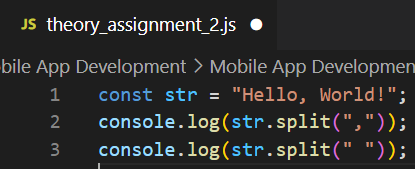 JS theory_assignment_2.js
obile App Development > Mobile App Development
1 const str = "Hello, World!";
2 console.log(str.split(","));
3 console.log(str.split(" "));